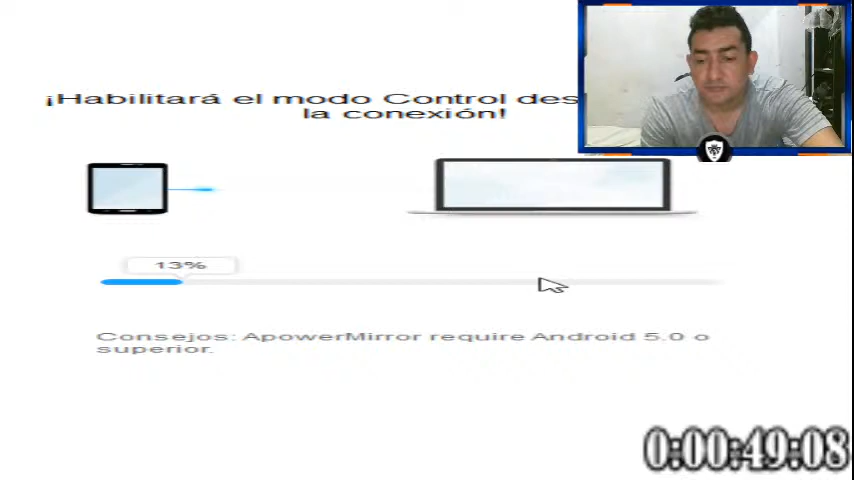 ¡Habilitará el modo Control des
la conexión!
13%
Consejos: ApowerMirror require Android 5.0 o
superior.
0:00:49:08